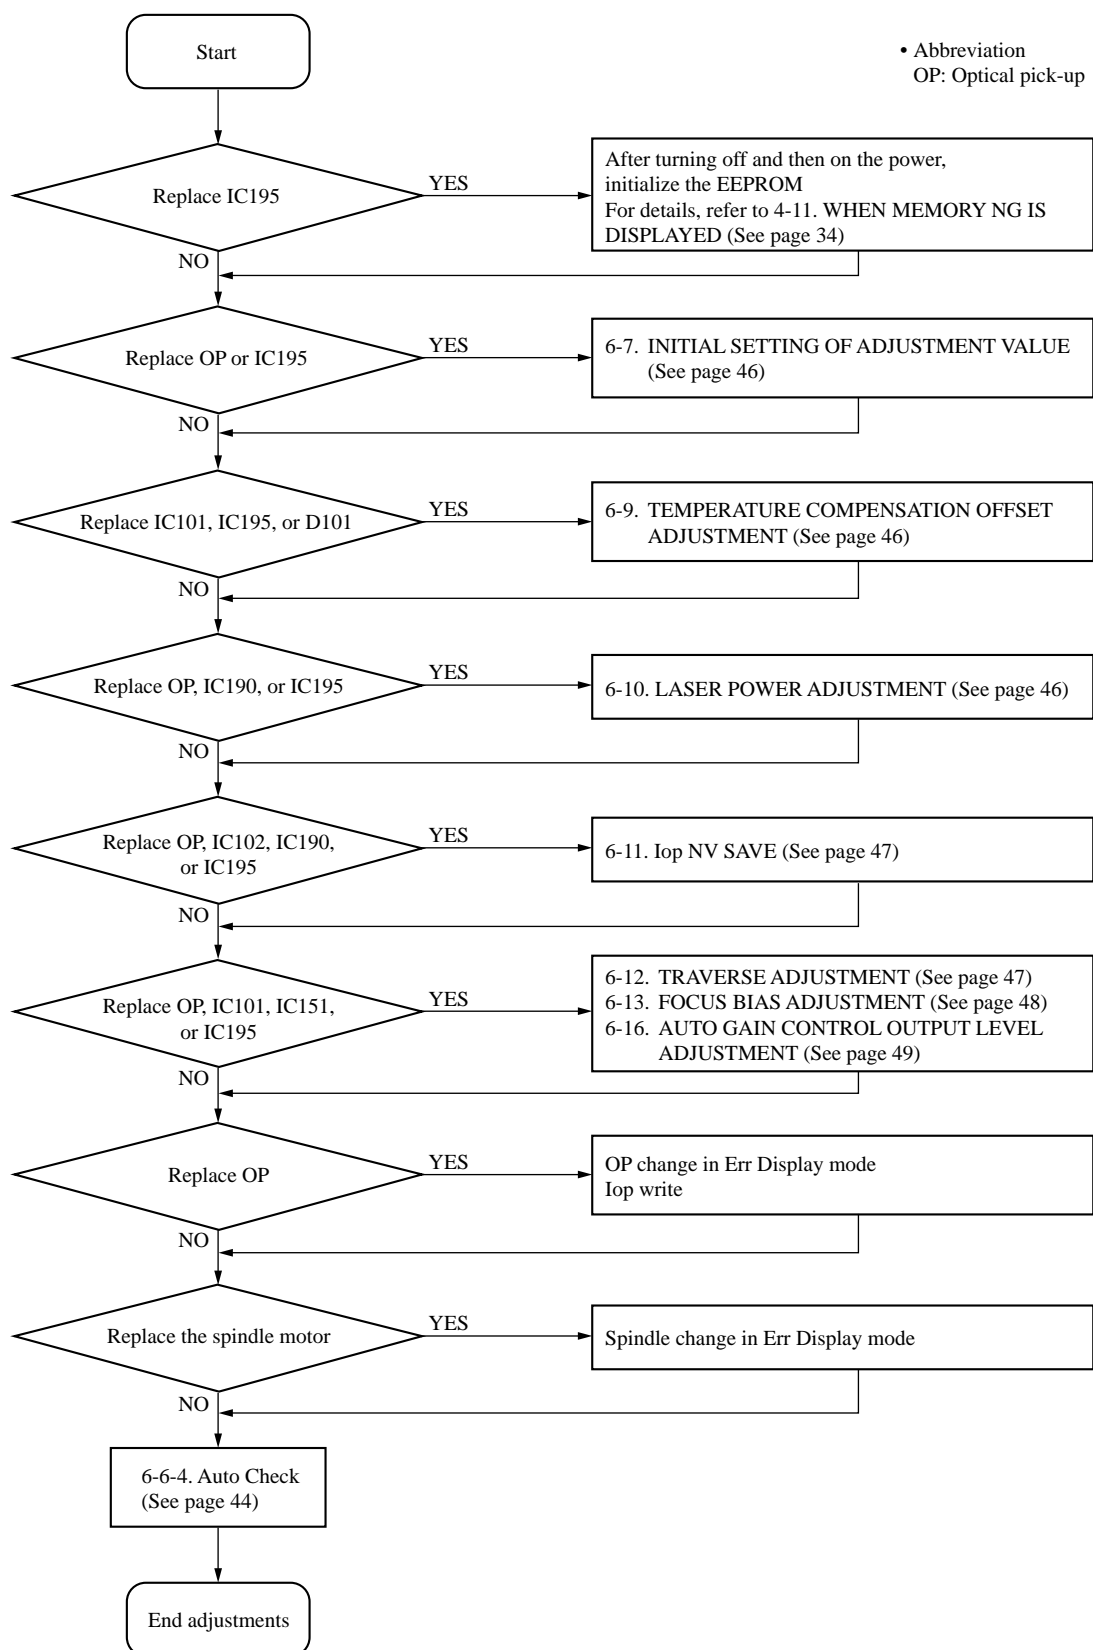 Start
• Abbreviation
OP: Optical pick-up
Replace IC195
YES
After turning off and then on the power,
initialize the EEPROM
For details, refer to 4-11. WHEN MEMORY NG IS
DISPLAYED (See page 34)
NO
Replace OP or IC195
YES
6-7. INITIAL SETTING OF ADJUSTMENT VALUE
(See page 46)
NO
Replace IC101, IC195, or D101
YES
6-9. TEMPERATURE COMPENSATION OFFSET
ADJUSTMENT (See page 46)
NO
Replace OP, IC190, or IC195
YES
6-10. LASER POWER ADJUSTMENT (See page 46)
NO
Replace OP, IC102, IC190,
or IC195
YES
6-11. Iop NV SAVE (See page 47)
NO
Replace OP, IC101, IC151,
or IC195
YES
6-12. TRAVERSE ADJUSTMENT (See page 47)
6-13. FOCUS BIAS ADJUSTMENT (See page 48)
6-16. AUTO GAIN CONTROL OUTPUT LEVEL
ADJUSTMENT (See page 49)
NO
Replace OP
YES
OP change in Err Display mode
Iop write
NO
Replace the spindle motor
YES
Spindle change in Err Display mode
NO
6-6-4. Auto Check
(See page 44)
End adjustments